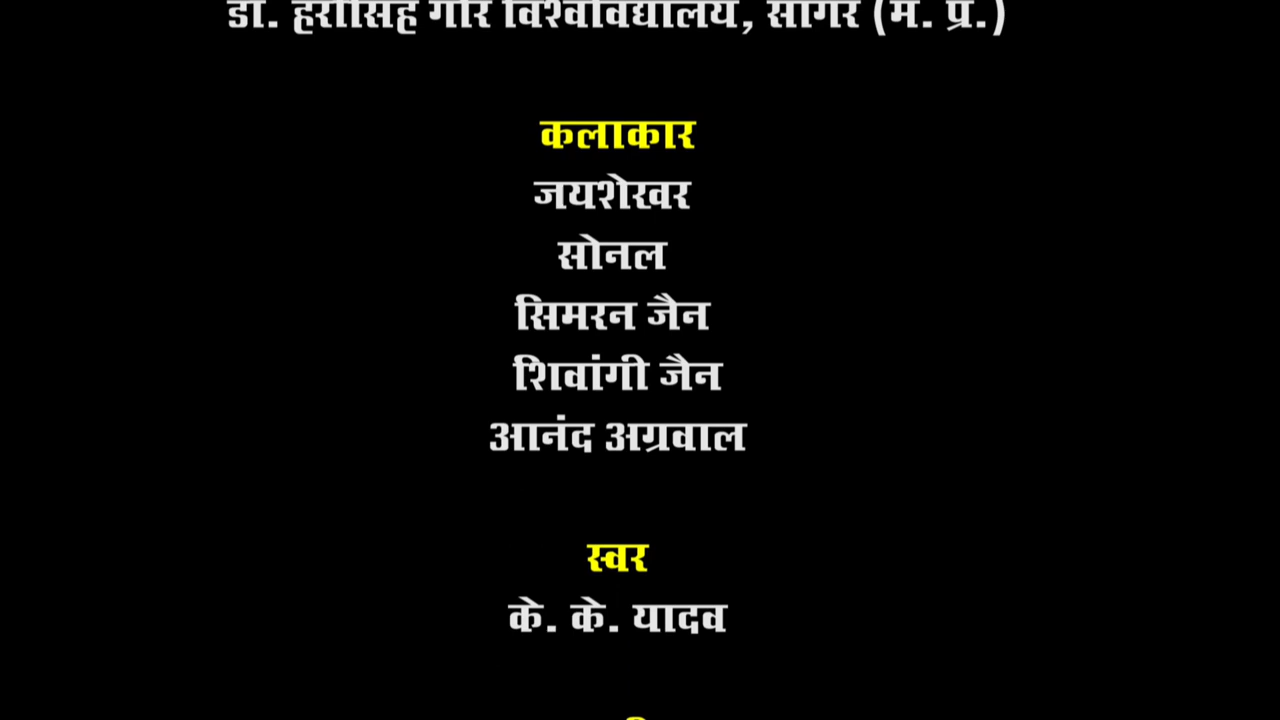 डॉ. हरीसिंह गौर विश्वविद्यालय, सागर (म. प्र.)
कलाकार
जयशेखर
सोनल
सिमरन जैन
शिवांगी जैन
आनंद अग्रवाल
स्वर
के. के. यादव